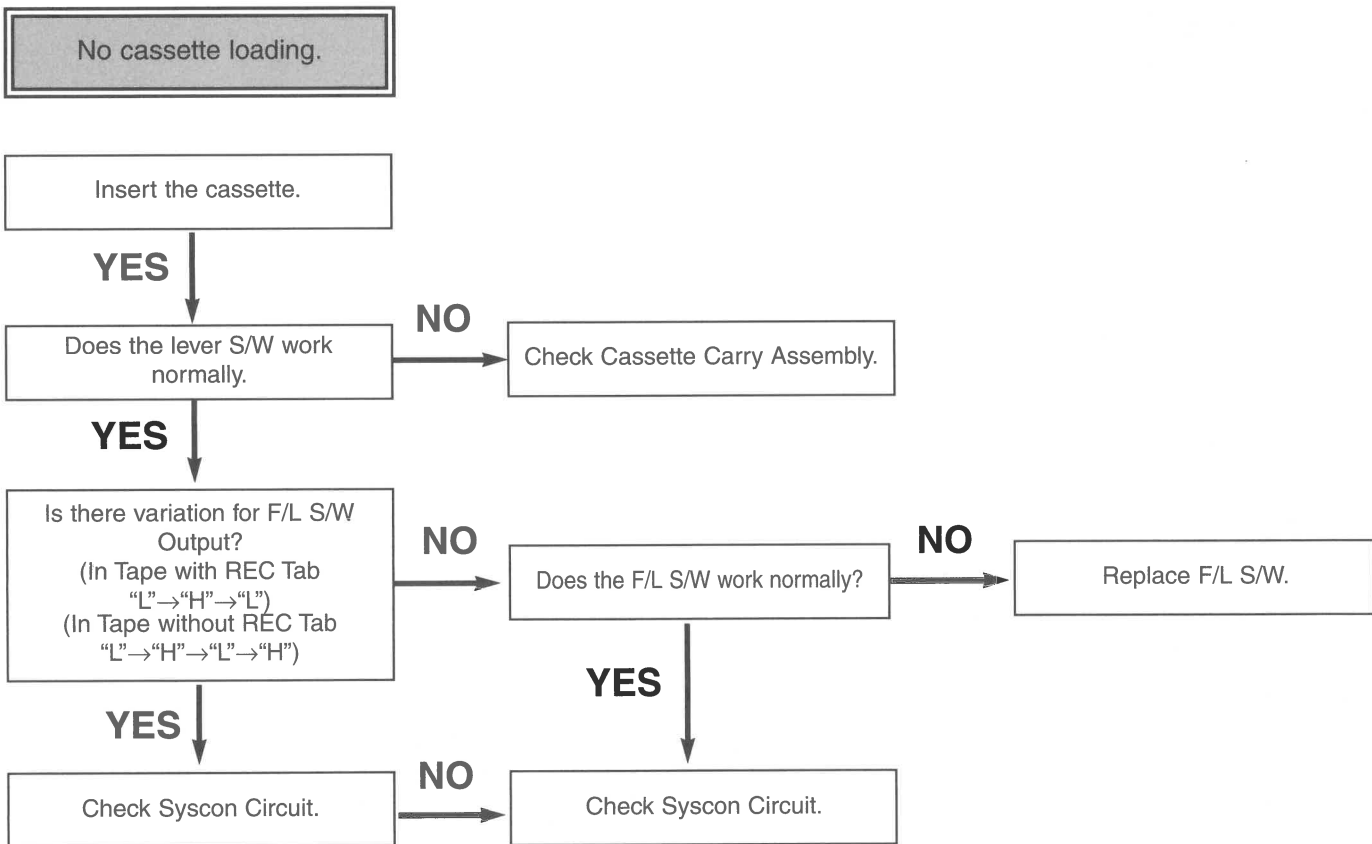 No cassette loading.
Insert the cassette.
YES
Does the lever S/W work
normally.
NO
Check Cassette Carry Assembly.
YES
Is there variation for F/L S/W
Output?
(In Tape with REC Tab
“L”→“H”→“L”)
(In Tape without REC Tab
“L”→“H”→“L”→“H”)
NO
Does the F/L S/W work normally?
NO
Replace F/L S/W.
YES
YES
Check Syscon Circuit.
NO
Check Syscon Circuit.